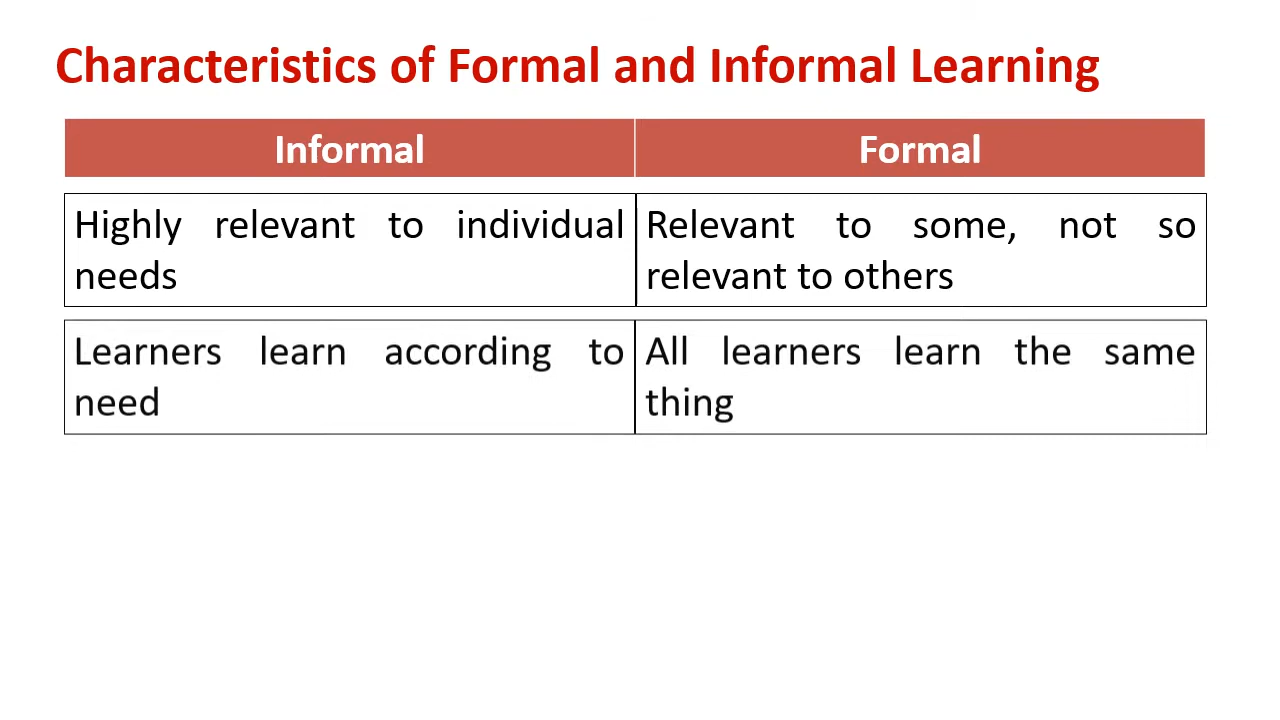 Characteristics of Formal and Informal Learning
Informal
Formal
Highly relevant to individual
needs
Relevant to some, not so
relevant to others
Learners learn according to
need
All learners learn the same
thing